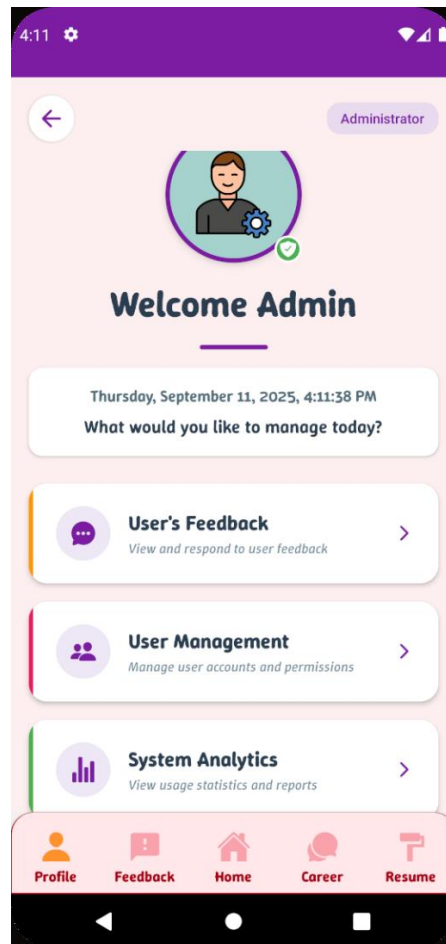 4:11
Administrator
Welcome Admin
Thursday, September 11, 2025, 4:11:38 PM
What would you like to manage today?
User's Feedback
View and respond to user feedback
User Management
Manage user accounts and permissions
System Analytics
View usage statistics and reports
Profile Feedback Home Career Resume